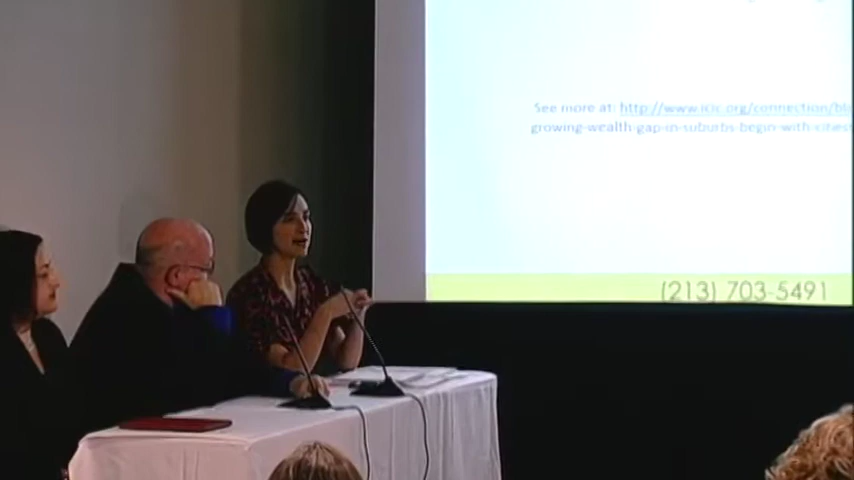 See more at: http://www.icic.org/connection/bl
growing-wealth-gap-in-suburbs-begin-with-cities
(213) 703-5491